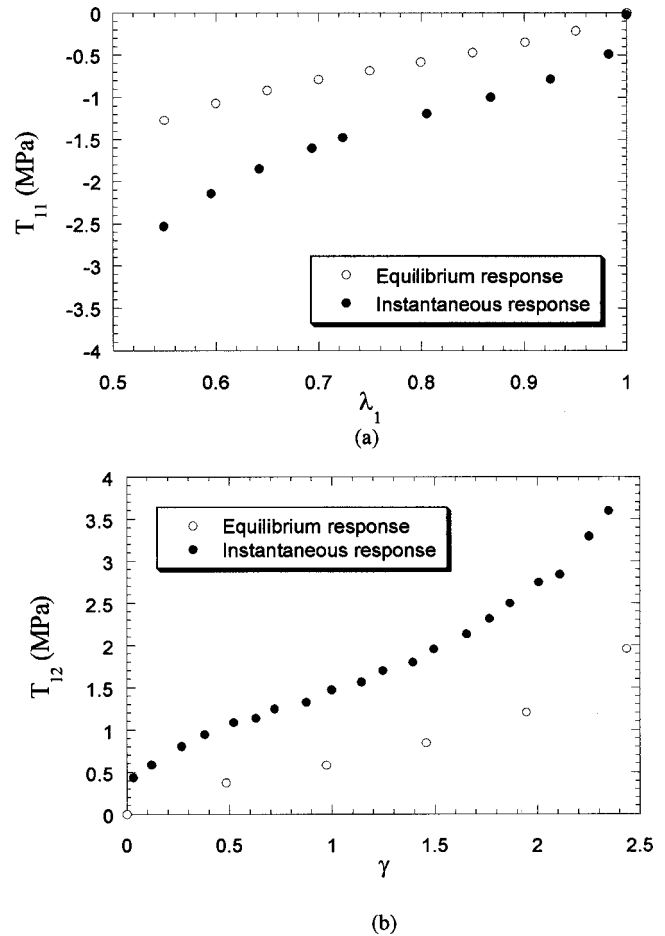 0
-0.5
-1
-1.5
-2
-2.5
-3
-3.5
-4
T11 (MPa)
Equilibrium response
Instantaneous response
0.5 0.6 0.7 0.8 0.9 1
λ1
(a)
4
3.5
3
2.5
2
1.5
1
0.5
0
T12 (MPa)
Equilibrium response
Instantaneous response
0 0.5 1 1.5 2 2.5
γ
(b)